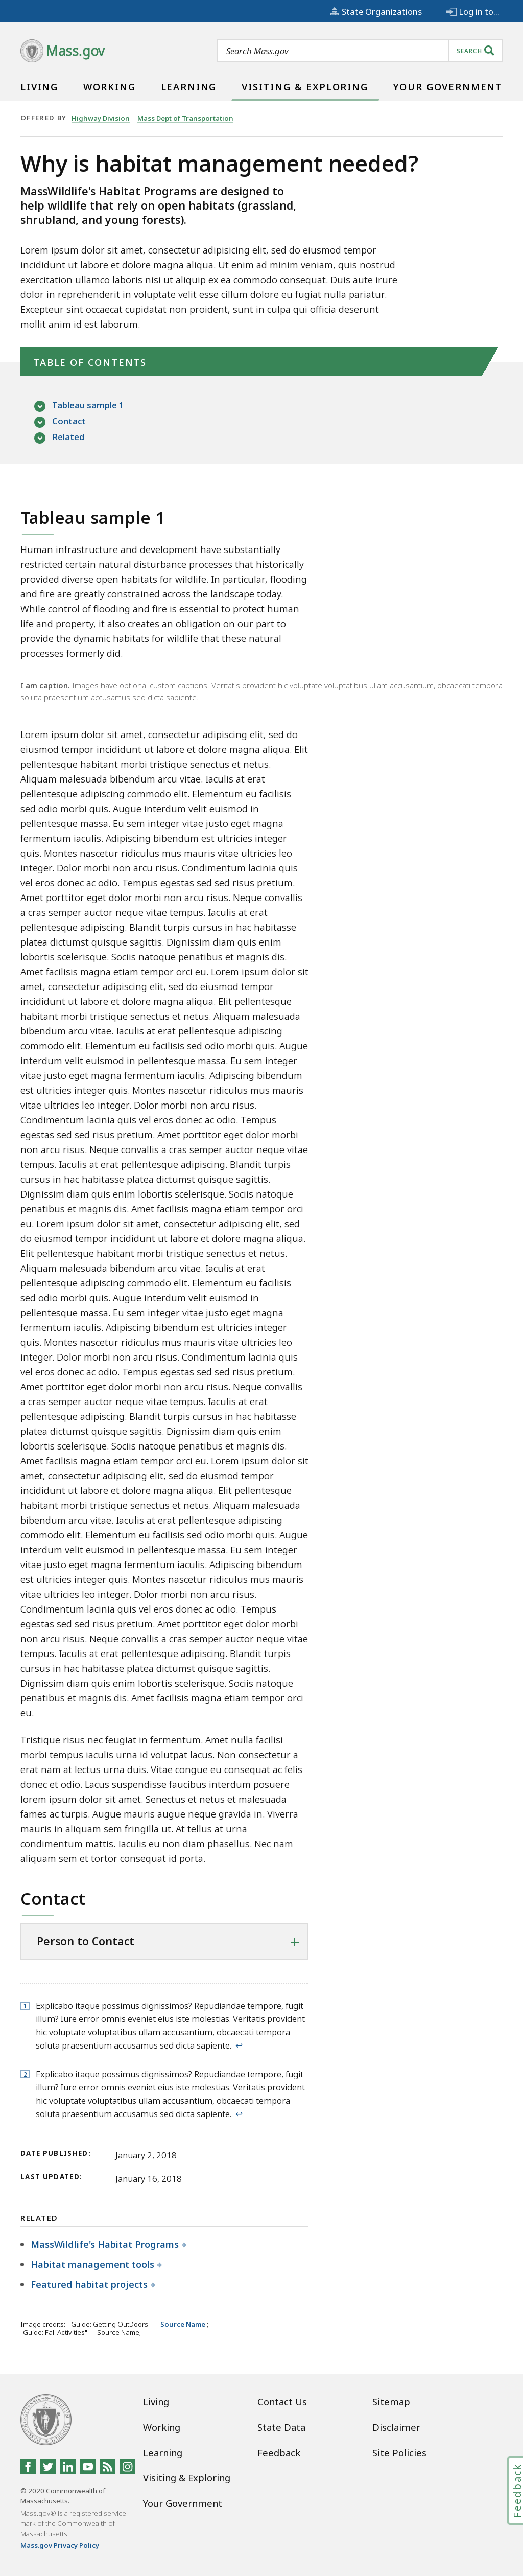 State Organizations
Log in to...
Mass.gov
Search Mass.gov
SEARCH
LIVING
WORKING
LEARNING
VISITING & EXPLORING
YOUR GOVERNMENT
OFFERED BY Highway Division Mass Dept of Transportation
Why is habitat management needed?
MassWildlife's Habitat Programs are designed to
help wildlife that rely on open habitats (grassland,
shrubland, and young forests).
Lorem ipsum dolor sit amet, consectetur adipisicing elit, sed do eiusmod tempor
incididunt ut labore et dolore magna aliqua. Ut enim ad minim veniam, quis nostrud
exercitation ullamco laboris nisi ut aliquip ex ea commodo consequat. Duis aute irure
dolor in reprehenderit in voluptate velit esse cillum dolore eu fugiat nulla pariatur.
Excepteur sint occaecat cupidatat non proident, sunt in culpa qui officia deserunt
mollit anim id est laborum.
TABLE OF CONTENTS
Tableau sample 1
Contact
Related
Tableau sample 1
Human infrastructure and development have substantially
restricted certain natural disturbance processes that historically
provided diverse open habitats for wildlife. In particular, flooding
and fire are greatly constrained across the landscape today.
While control of flooding and fire is essential to protect human
life and property, it also creates an obligation on our part to
provide the dynamic habitats for wildlife that these natural
processes formerly did.
I am caption. Images have optional custom captions. Veritatis provident hic voluptate voluptatibus ullam accusantium, obcaecati tempora
soluta praesentium accusamus sed dicta sapiente.
Lorem ipsum dolor sit amet, consectetur adipiscing elit, sed do
eiusmod tempor incididunt ut labore et dolore magna aliqua. Elit
pellentesque habitant morbi tristique senectus et netus.
Aliquam malesuada bibendum arcu vitae. Iaculis at erat
pellentesque adipiscing commodo elit. Elementum eu facilisis
sed odio morbi quis. Augue interdum velit euismod in
pellentesque massa. Eu sem integer vitae justo eget magna
fermentum iaculis. Adipiscing bibendum est ultricies integer
quis. Montes nascetur ridiculus mus mauris vitae ultricies leo
integer. Dolor morbi non arcu risus. Condimentum lacinia quis
vel eros donec ac odio. Tempus egestas sed sed risus pretium.
Amet porttitor eget dolor morbi non arcu risus. Neque convallis
a cras semper auctor neque vitae tempus. Iaculis at erat
pellentesque adipiscing. Blandit turpis cursus in hac habitasse
platea dictumst quisque sagittis. Dignissim diam quis enim
lobortis scelerisque. Sociis natoque penatibus et magnis dis.
Amet facilisis magna etiam tempor orci eu. Lorem ipsum dolor sit
amet, consectetur adipiscing elit, sed do eiusmod tempor
incididunt ut labore et dolore magna aliqua. Elit pellentesque
habitant morbi tristique senectus et netus. Aliquam malesuada
bibendum arcu vitae. Iaculis at erat pellentesque adipiscing
commodo elit. Elementum eu facilisis sed odio morbi quis. Augue
interdum velit euismod in pellentesque massa. Eu sem integer
vitae justo eget magna fermentum iaculis. Adipiscing bibendum
est ultricies integer quis. Montes nascetur ridiculus mus mauris
vitae ultricies leo integer. Dolor morbi non arcu risus.
Condimentum lacinia quis vel eros donec ac odio. Tempus
egestas sed sed risus pretium. Amet porttitor eget dolor morbi
non arcu risus. Neque convallis a cras semper auctor neque vitae
tempus. Iaculis at erat pellentesque adipiscing. Blandit turpis
cursus in hac habitasse platea dictumst quisque sagittis.
Dignissim diam quis enim lobortis scelerisque. Sociis natoque
penatibus et magnis dis. Amet facilisis magna etiam tempor orci
eu. Lorem ipsum dolor sit amet, consectetur adipiscing elit, sed
do eiusmod tempor incididunt ut labore et dolore magna aliqua.
Elit pellentesque habitant morbi tristique senectus et netus.
Aliquam malesuada bibendum arcu vitae. Iaculis at erat
pellentesque adipiscing commodo elit. Elementum eu facilisis
sed odio morbi quis. Augue interdum velit euismod in
pellentesque massa. Eu sem integer vitae justo eget magna
fermentum iaculis. Adipiscing bibendum est ultricies integer
quis. Montes nascetur ridiculus mus mauris vitae ultricies leo
integer. Dolor morbi non arcu risus. Condimentum lacinia quis
vel eros donec ac odio. Tempus egestas sed sed risus pretium.
Amet porttitor eget dolor morbi non arcu risus. Neque convallis
a cras semper auctor neque vitae tempus. Iaculis at erat
pellentesque adipiscing. Blandit turpis cursus in hac habitasse
platea dictumst quisque sagittis. Dignissim diam quis enim
lobortis scelerisque. Sociis natoque penatibus et magnis dis.
Amet facilisis magna etiam tempor orci eu. Lorem ipsum dolor sit
amet, consectetur adipiscing elit, sed do eiusmod tempor
incididunt ut labore et dolore magna aliqua. Elit pellentesque
habitant morbi tristique senectus et netus. Aliquam malesuada
bibendum arcu vitae. Iaculis at erat pellentesque adipiscing
commodo elit. Elementum eu facilisis sed odio morbi quis. Augue
interdum velit euismod in pellentesque massa. Eu sem integer
vitae justo eget magna fermentum iaculis. Adipiscing bibendum
est ultricies integer quis. Montes nascetur ridiculus mus mauris
vitae ultricies leo integer. Dolor morbi non arcu risus.
Condimentum lacinia quis vel eros donec ac odio. Tempus
egestas sed sed risus pretium. Amet porttitor eget dolor morbi
non arcu risus. Neque convallis a cras semper auctor neque vitae
tempus. Iaculis at erat pellentesque adipiscing. Blandit turpis
cursus in hac habitasse platea dictumst quisque sagittis.
Dignissim diam quis enim lobortis scelerisque. Sociis natoque
penatibus et magnis dis. Amet facilisis magna etiam tempor orci
eu.
Tristique risus nec feugiat in fermentum. Amet nulla facilisi
morbi tempus iaculis urna id volutpat lacus. Non consectetur a
erat nam at lectus urna duis. Vitae congue eu consequat ac felis
donec et odio. Lacus suspendisse faucibus interdum posuere
lorem ipsum dolor sit amet. Senectus et netus et malesuada
fames ac turpis. Augue mauris augue neque gravida in. Viverra
mauris in aliquam sem fringilla ut. At tellus at urna
condimentum mattis. Iaculis eu non diam phasellus. Nec nam
aliquam sem et tortor consequat id porta.
Contact
Person to Contact
1 Explicabo itaque possimus dignissimos? Repudiandae tempore, fugit
illum? Iure error omnis eveniet eius iste molestias. Veritatis provident
hic voluptate voluptatibus ullam accusantium, obcaecati tempora
soluta praesentium accusamus sed dicta sapiente. ↩
2 Explicabo itaque possimus dignissimos? Repudiandae tempore, fugit
illum? Iure error omnis eveniet eius iste molestias. Veritatis provident
hic voluptate voluptatibus ullam accusantium, obcaecati tempora
soluta praesentium accusamus sed dicta sapiente. ↩
DATE PUBLISHED: January 2, 2018
LAST UPDATED: January 16, 2018
RELATED
MassWildlife's Habitat Programs
Habitat management tools
Featured habitat projects
Image credits: "Guide: Getting OutDoors" — Source Name ;
"Guide: Fall Activities" — Source Name;
Living
Working
Learning
Visiting & Exploring
Your Government
Contact Us
State Data
Feedback
Sitemap
Disclaimer
Site Policies
© 2020 Commonwealth of
Massachusetts.
Mass.gov® is a registered service
mark of the Commonwealth of
Massachusetts.
Mass.gov Privacy Policy
Feedback